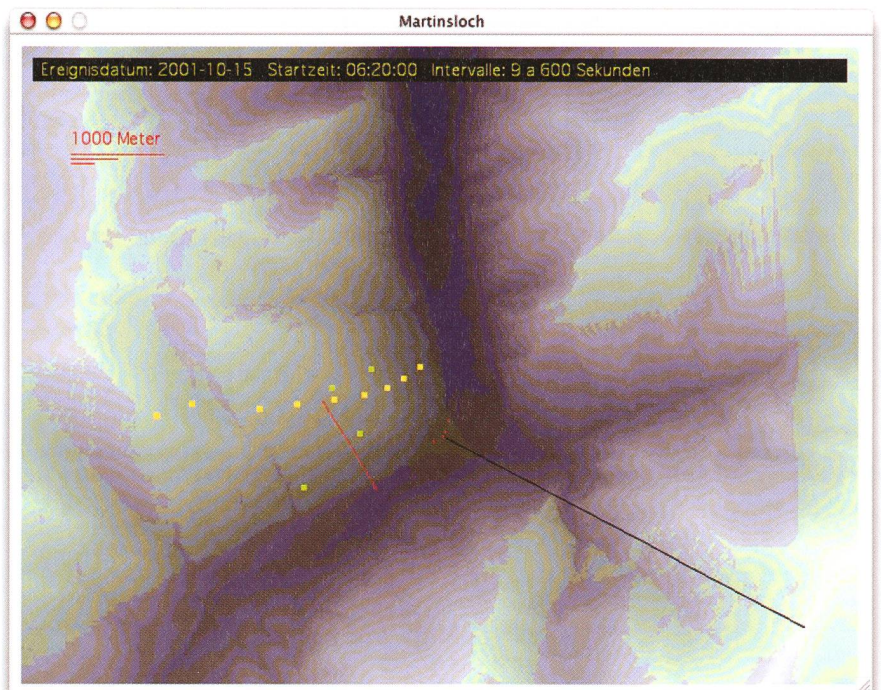 Martinsloch
Ereignisdatum: 2001-10-15 Startzeit: 06:20:00 Intervalle: 9 a 600 Sekunden
1000 Meter